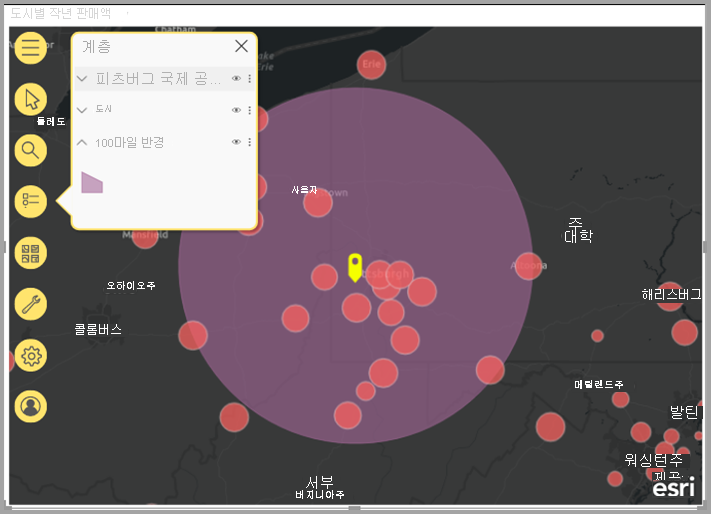 도시별 작년 판매액
Chatham
계층
피츠버그 국제 공...
도시
100마일 반경
Erie
톨레도
사용자
town
Mansfield
주
대학
Altoona
오하이오주
해리스버그
콜롬버스
메릴랜드주
발틴
워싱턴주
서부
버지니아주
esri